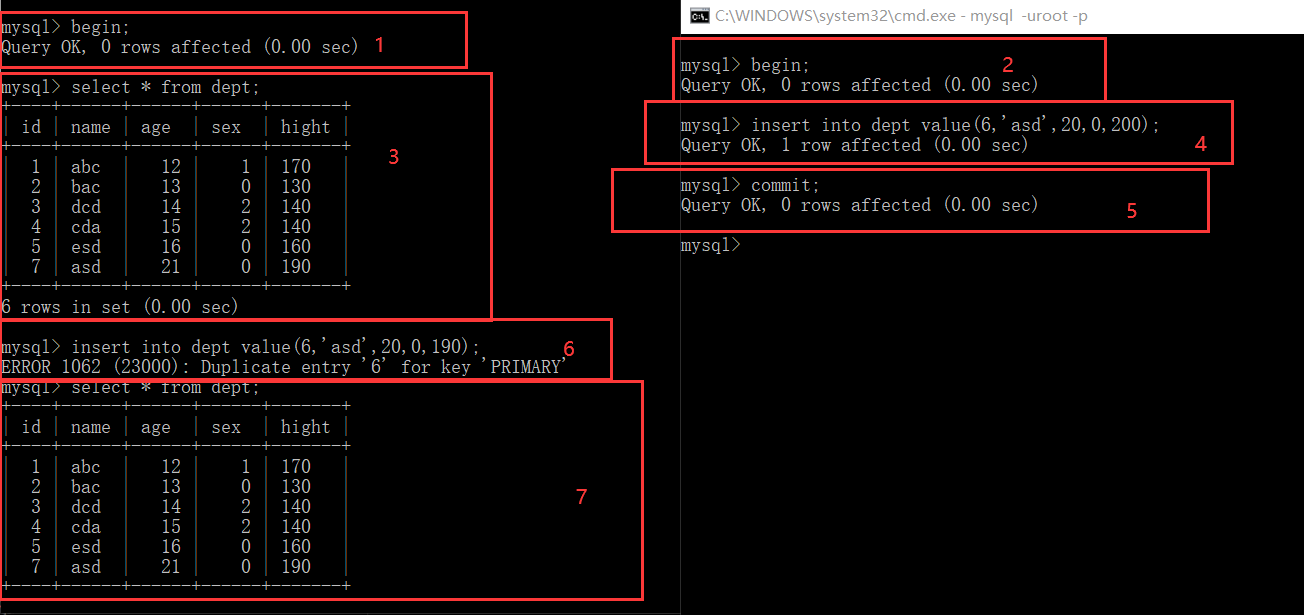 mysql> begin;
Query OK, 0 rows affected (0.00 sec)
1
mysql> select * from dept;
+----+------+------+------+-------+
| id | name | age  | sex  | hight |
+----+------+------+------+-------+
|  1 | abc  |   12 |    1 | 170   |
|  2 | bac  |   13 |    0 | 130   |
|  3 | dcd  |   14 |    2 | 140   |
|  4 | cda  |   15 |    2 | 140   |
|  5 | esd  |   16 |    0 | 160   |
|  7 | asd  |   21 |    0 | 190   |
+----+------+------+------+-------+
6 rows in set (0.00 sec)
3
mysql> insert into dept value(6,'asd',20,0,190);
ERROR 1062 (23000): Duplicate entry '6' for key 'PRIMARY'
6
mysql> select * from dept;
+----+------+------+------+-------+
| id | name | age  | sex  | hight |
+----+------+------+------+-------+
|  1 | abc  |   12 |    1 | 170   |
|  2 | bac  |   13 |    0 | 130   |
|  3 | dcd  |   14 |    2 | 140   |
|  4 | cda  |   15 |    2 | 140   |
|  5 | esd  |   16 |    0 | 160   |
|  7 | asd  |   21 |    0 | 190   |
+----+------+------+------+-------+
7
C:\WINDOWS\system32\cmd.exe - mysql  -uroot -p
mysql> begin;
Query OK, 0 rows affected (0.00 sec)
2
mysql> insert into dept value(6,'asd',20,0,200);
Query OK, 1 row affected (0.00 sec)
4
mysql> commit;
Query OK, 0 rows affected (0.00 sec)
5
mysql>